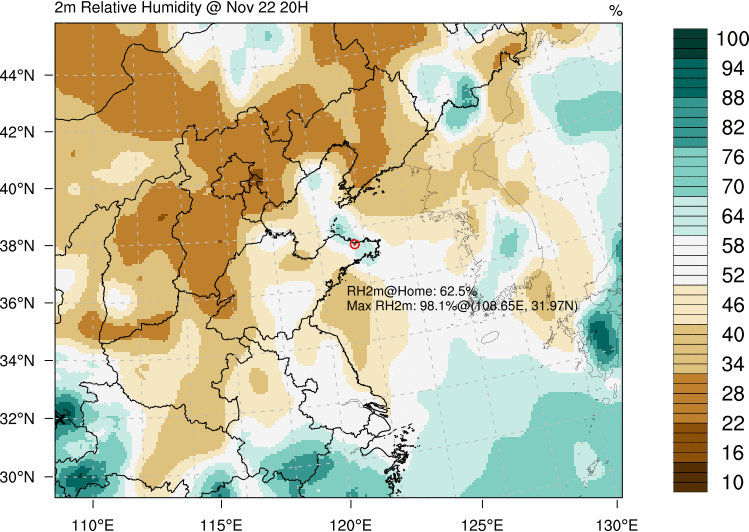 2m Relative Humidity @ Nov 22 20H
%
44°N
42°N
40°N
38°N
36°N
34°N
32°N
30°N
110°E
115°E
120°E
125°E
130°E
RH2m@Home: 62.5%
Max RH2m: 98.1%@(108.65E, 31.97N)
100
94
88
82
76
70
64
58
52
46
40
34
28
22
16
10